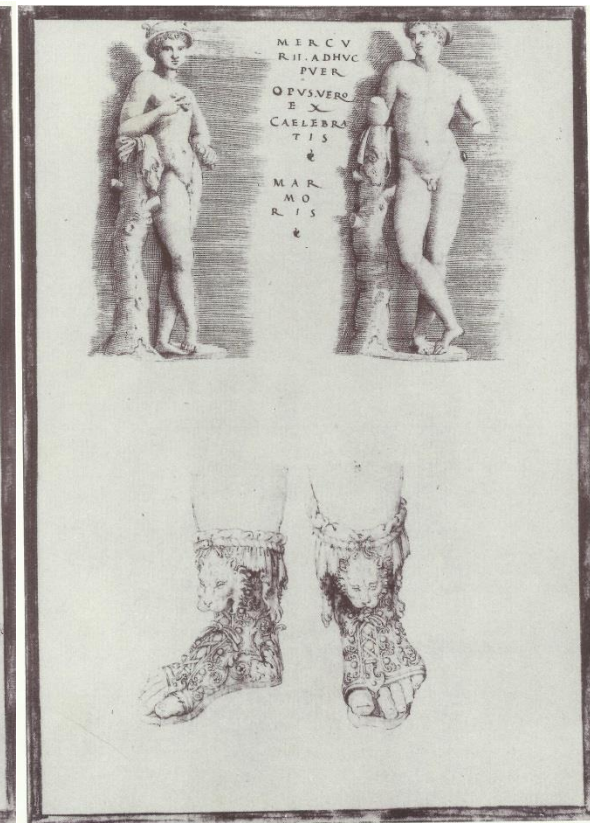 MERCV
RII.ADHVC
PVER
OPVS.VERO
EX
CAELEBRA
TIS
MAR
MO
RIS